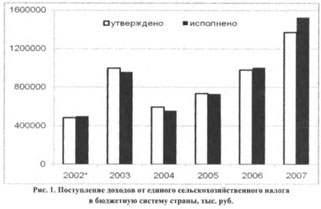 1600000
утверждено исполнено
1200000
800000
400000
0
2002* 2003 2004 2005 2006 2007
Рис. 1. Поступление доходов от единого сельскохозяйственного налога
в бюджетную систему страны, тыс. руб.